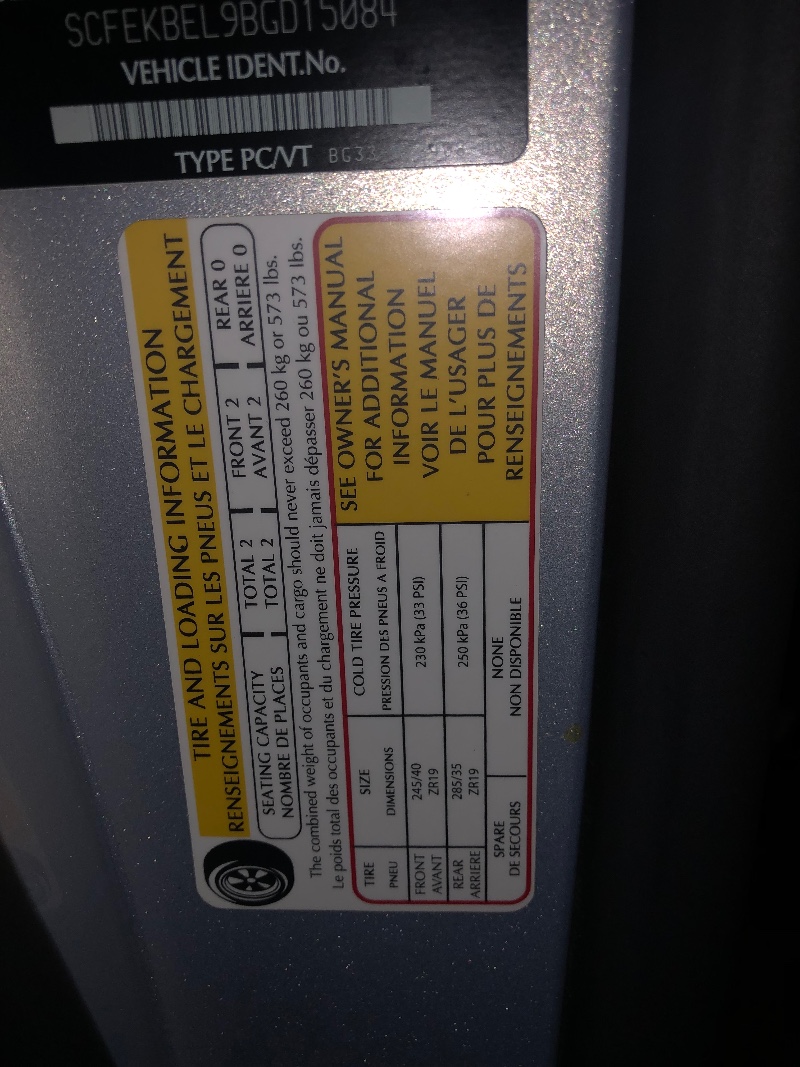 SCFEKBEL9BGD15084
VEHICLE IDENT.No.
TYPE PC/VT BG33
TIRE AND LOADING INFORMATION
RENSEIGNEMENTS SUR LES PNEUS ET LE CHARGEMENT
SEATING CAPACITY TOTAL 2 FRONT 2 REAR 0
NOMBRE DE PLACES TOTAL 2 AVANT 2 ARRIERE 0
The combined weight of occupants and cargo should never exceed 260 kg or 573 lbs.
Le poids total des occupants et du chargement ne doit jamais dépasser 260 kg ou 573 lbs.
TIRE SIZE COLD TIRE PRESSURE
PNEU DIMENSIONS PRESSION DES PNEUS A FROID
FRONT 245/40 230 kPa (33 PSI)
AVANT ZR19
REAR 285/35 250 kPa (36 PSI)
ARRIERE ZR19
SPARE NONE
DE SECOURS NON DISPONIBLE
SEE OWNER'S MANUAL
FOR ADDITIONAL
INFORMATION
VOIR LE MANUEL
DE L'USAGER
POUR PLUS DE
RENSEIGNEMENTS